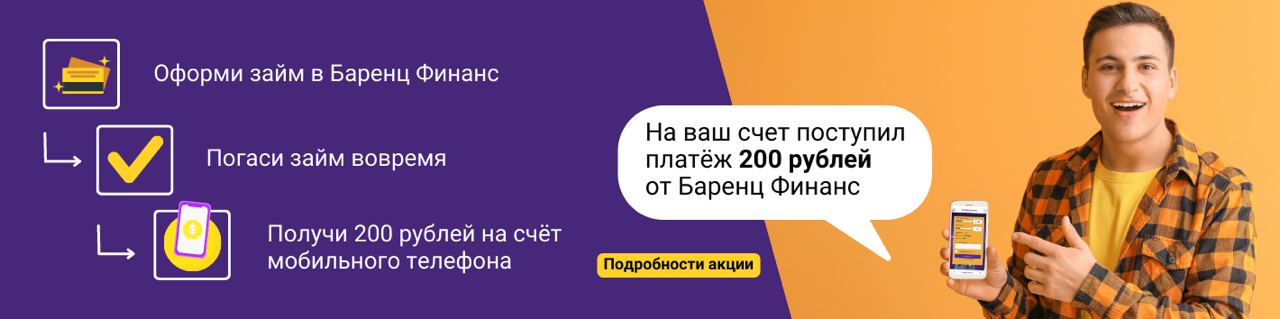 Оформи займ в Баренц Финанс
Погаси займ вовремя
Получи 200 рублей на счёт
мобильного телефона
На ваш счет поступил
платёж 200 рублей
от Баренц Финанс
Подробности акции